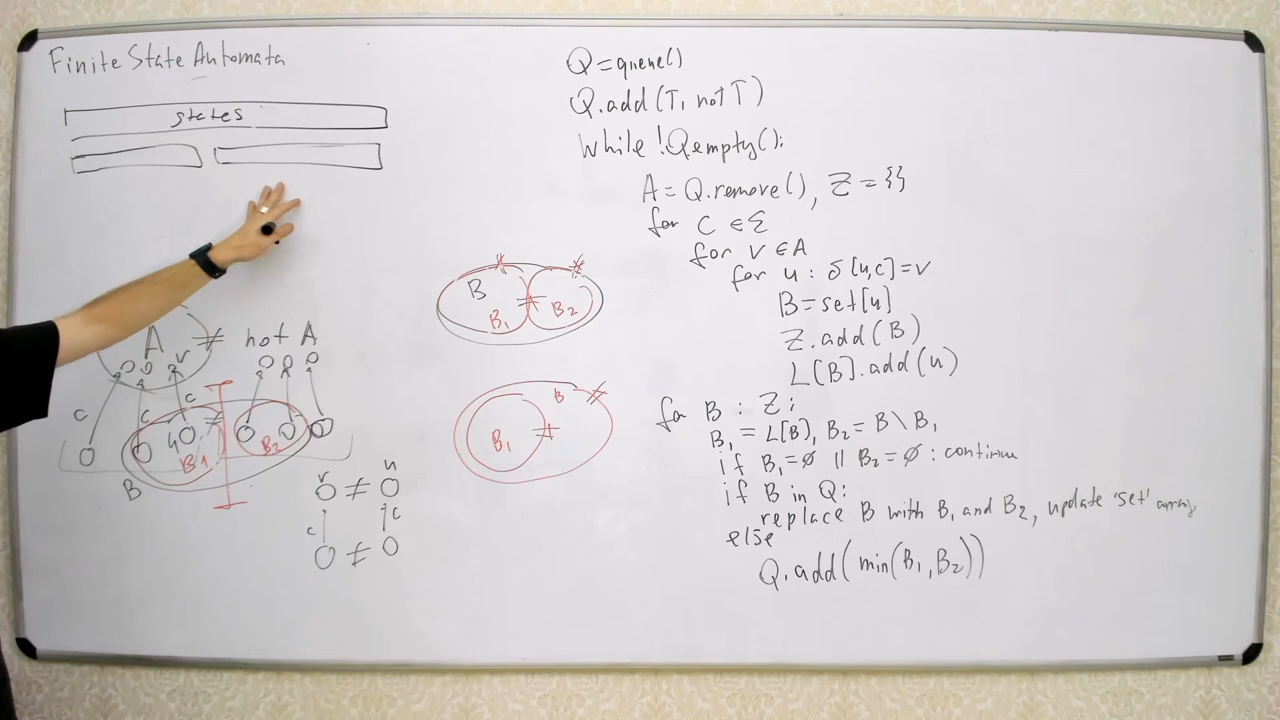 Finite State Automata
states
A ≠ not A
v
c c c
B1 B2
B
v ≠ u
c c
≠
B
B1 ≠ B2
B
B1 ≠
Q = queue()
Q.add(T, not T)
while !Q.empty():
A = Q.remove(), Z = {}
for c ∈ Σ
for v ∈ A
for u : δ[u,c] = v
B = set[u]
Z.add(B)
L[B].add(u)
for B : Z:
B1 = L[B], B2 = B \ B1
if B1 = ∅ || B2 = ∅ : continue
if B in Q:
replace B with B1 and B2, update 'set' array
else
Q.add(min(B1, B2))